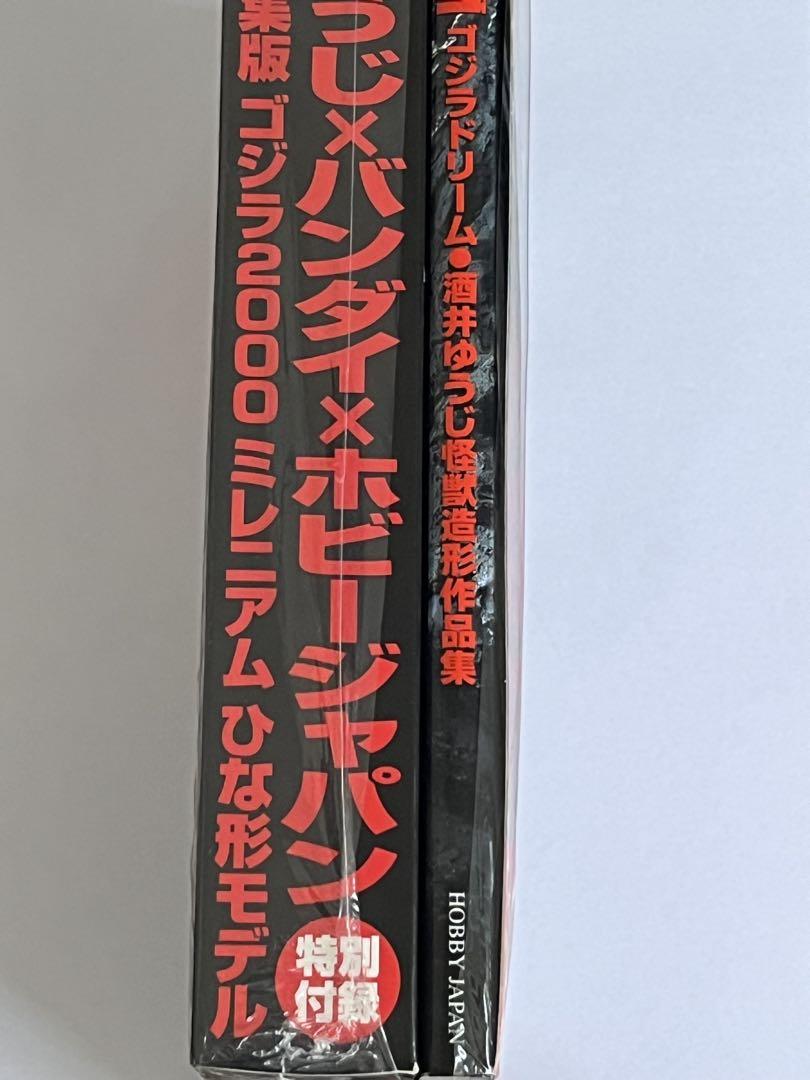 ゴジラドリーム●酒井ゆうじ怪獣造形作品集
HOBBY JAPAN
うじ×バンダイ×ホビージャパン
特別
付録
集版 ゴジラ2000 ミレニアム ひな形モデル